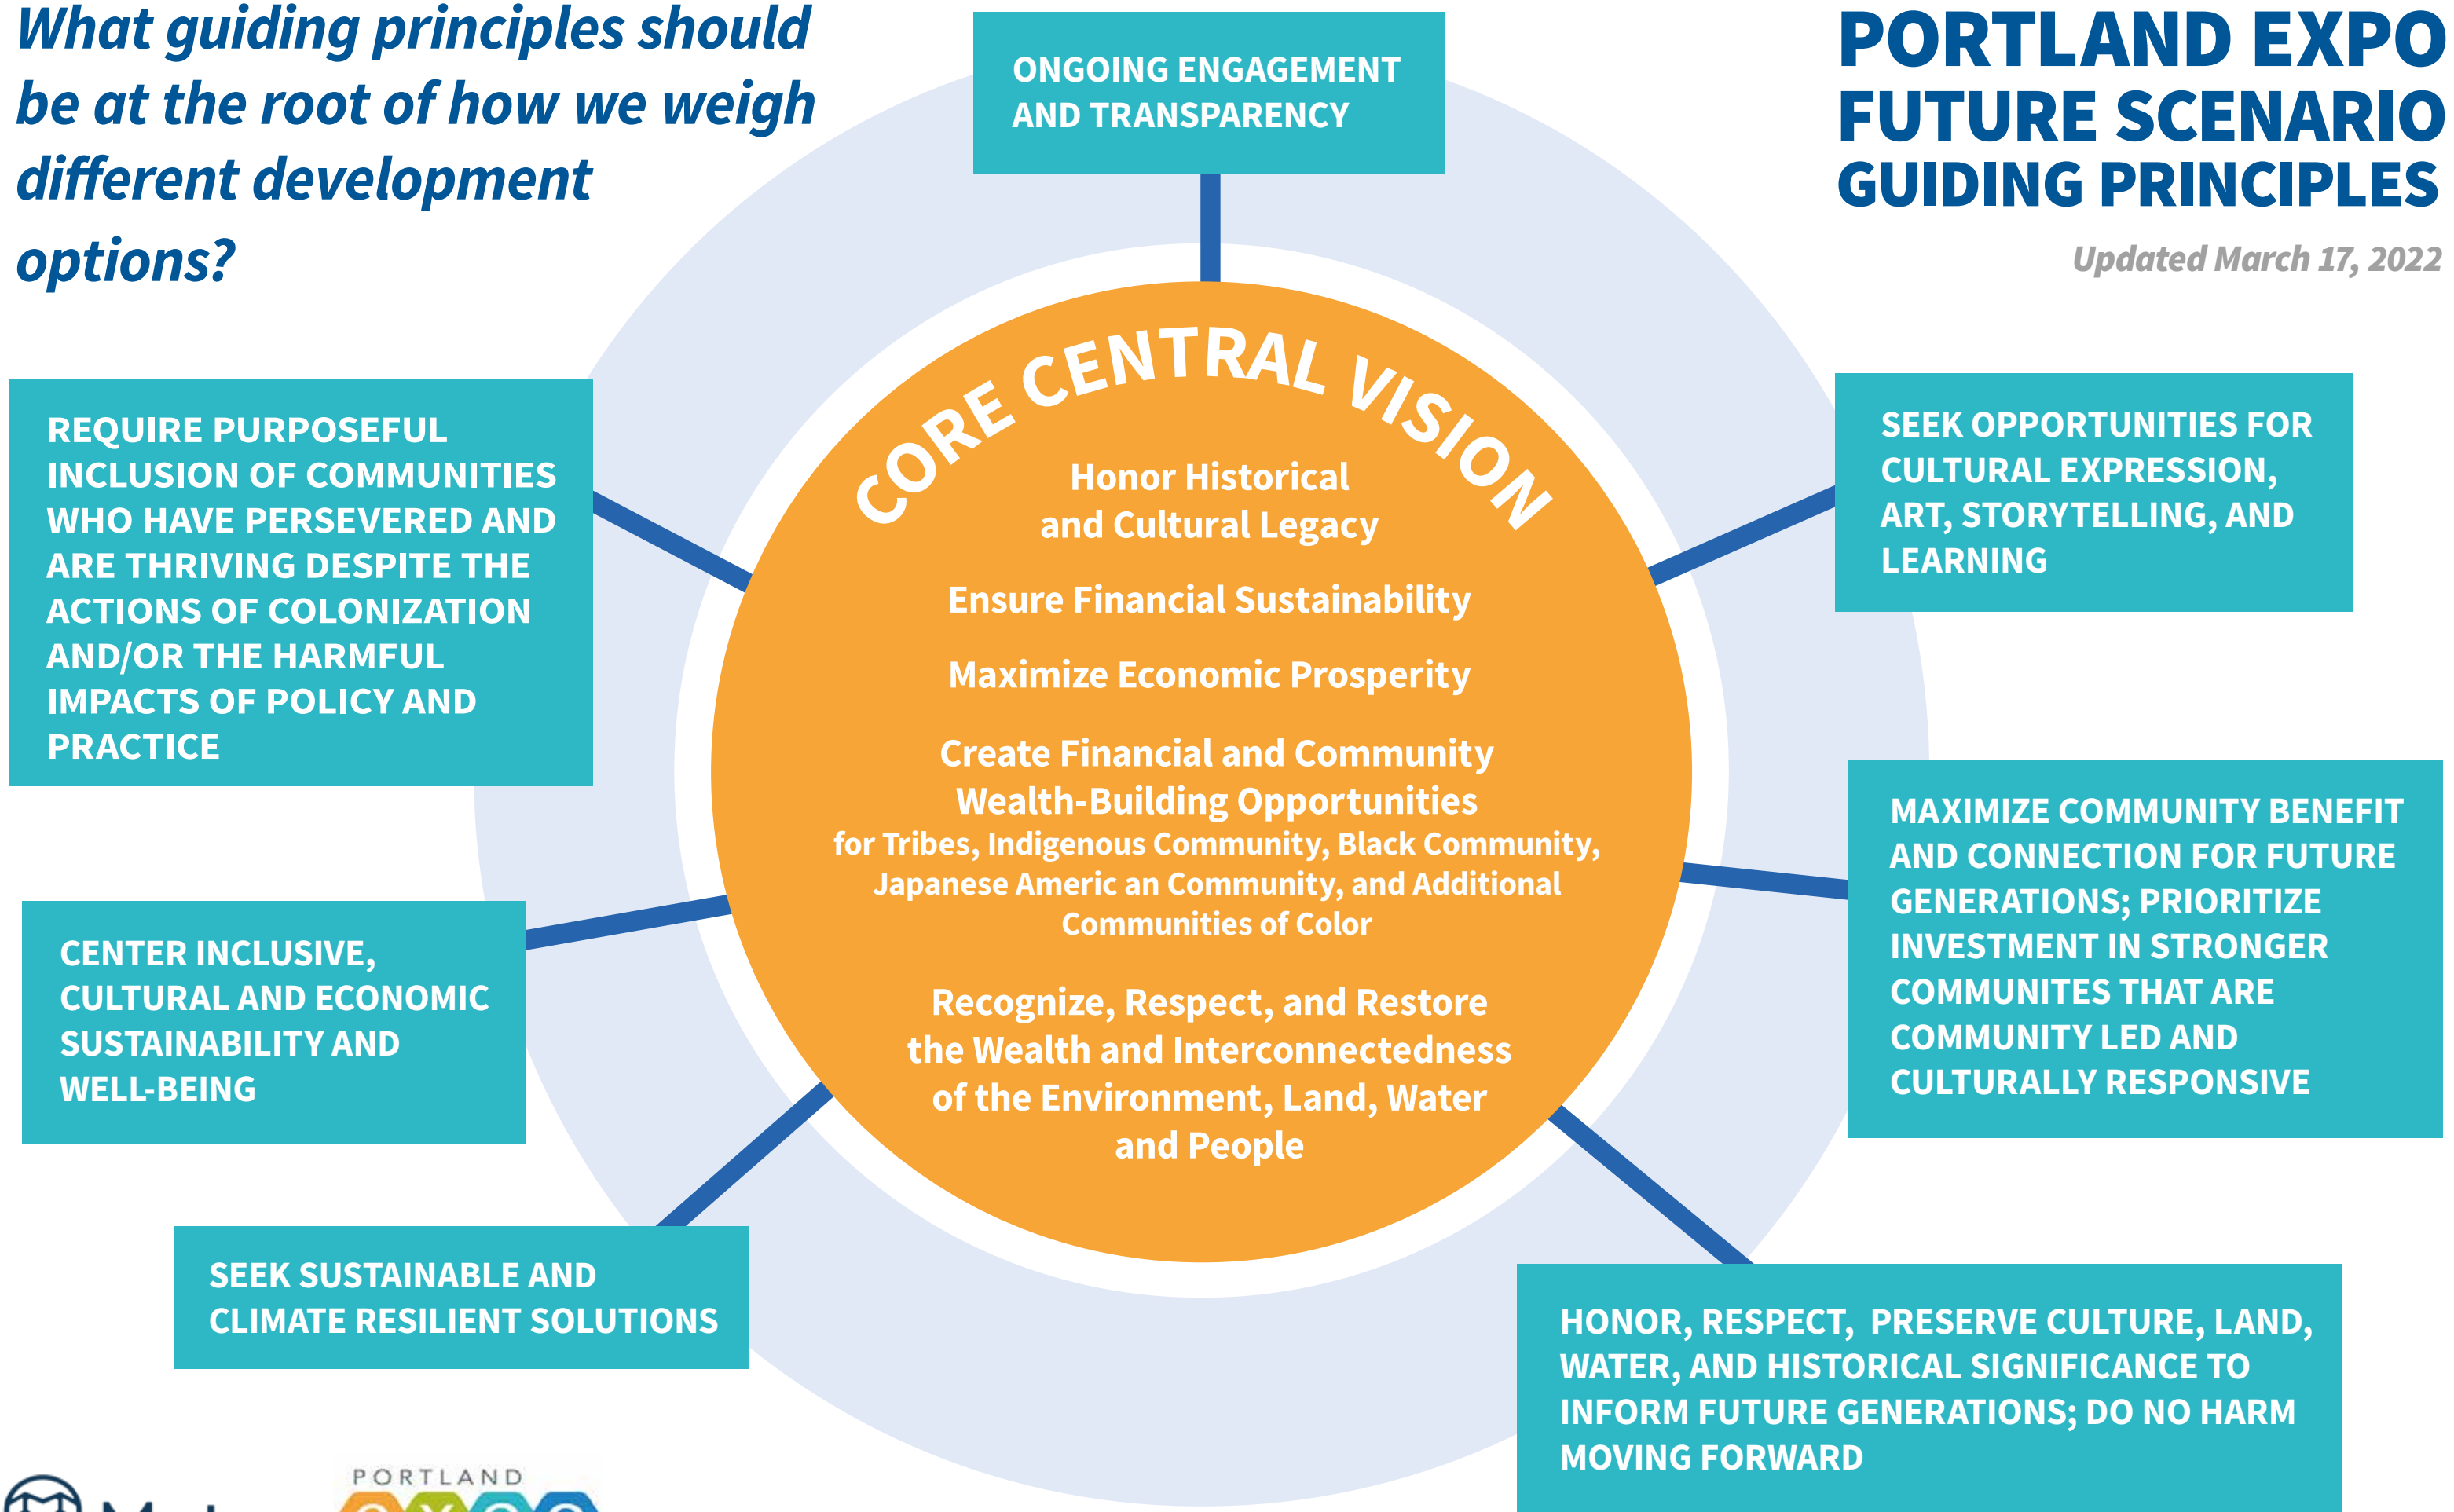 What guiding principles should
be at the root of how we weigh
different development
options?
PORTLAND EXPO
FUTURE SCENARIO
GUIDING PRINCIPLES
Updated March 17, 2022
ONGOING ENGAGEMENT
AND TRANSPARENCY
REQUIRE PURPOSEFUL
INCLUSION OF COMMUNITIES
WHO HAVE PERSEVERED AND
ARE THRIVING DESPITE THE
ACTIONS OF COLONIZATION
AND/OR THE HARMFUL
IMPACTS OF POLICY AND
PRACTICE
CENTER INCLUSIVE,
CULTURAL AND ECONOMIC
SUSTAINABILITY AND
WELL-BEING
SEEK SUSTAINABLE AND
CLIMATE RESILIENT SOLUTIONS
CORE CENTRAL VISION
Honor Historical
and Cultural Legacy
Ensure Financial Sustainability
Maximize Economic Prosperity
Create Financial and Community
Wealth-Building Opportunities
for Tribes, Indigenous Community, Black Community,
Japanese Americ an Community, and Additional
Communities of Color
Recognize, Respect, and Restore
the Wealth and Interconnectedness
of the Environment, Land, Water
and People
SEEK OPPORTUNITIES FOR
CULTURAL EXPRESSION,
ART, STORYTELLING, AND
LEARNING
MAXIMIZE COMMUNITY BENEFIT
AND CONNECTION FOR FUTURE
GENERATIONS; PRIORITIZE
INVESTMENT IN STRONGER
COMMUNITES THAT ARE
COMMUNITY LED AND
CULTURALLY RESPONSIVE
HONOR, RESPECT, PRESERVE CULTURE, LAND,
WATER, AND HISTORICAL SIGNIFICANCE TO
INFORM FUTURE GENERATIONS; DO NO HARM
MOVING FORWARD
PORTLAND